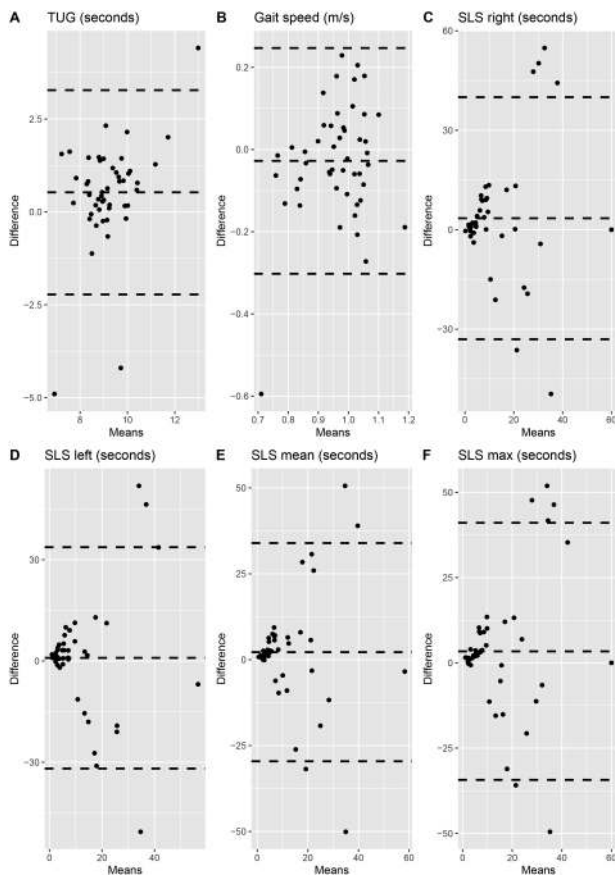 A TUG (seconds)
5.0
2.5
0.0
-2.5
-5.0
Difference
8 10 12
Means
B Gait speed (m/s)
0.2
0.0
−0.2
−0.4
−0.6
Difference
0.7 0.8 0.9 1.0 1.1 1.2
Means
C SLS right (seconds)
60
30
0
−30
Difference
0 20 40 60
Means
D SLS left (seconds)
30
0
−30
Difference
0 20 40
Means
E SLS mean (seconds)
50
25
0
−25
−50
Difference
0 20 40 60
Means
F SLS max (seconds)
50
25
0
−25
−50
Difference
0 20 40 60
Means